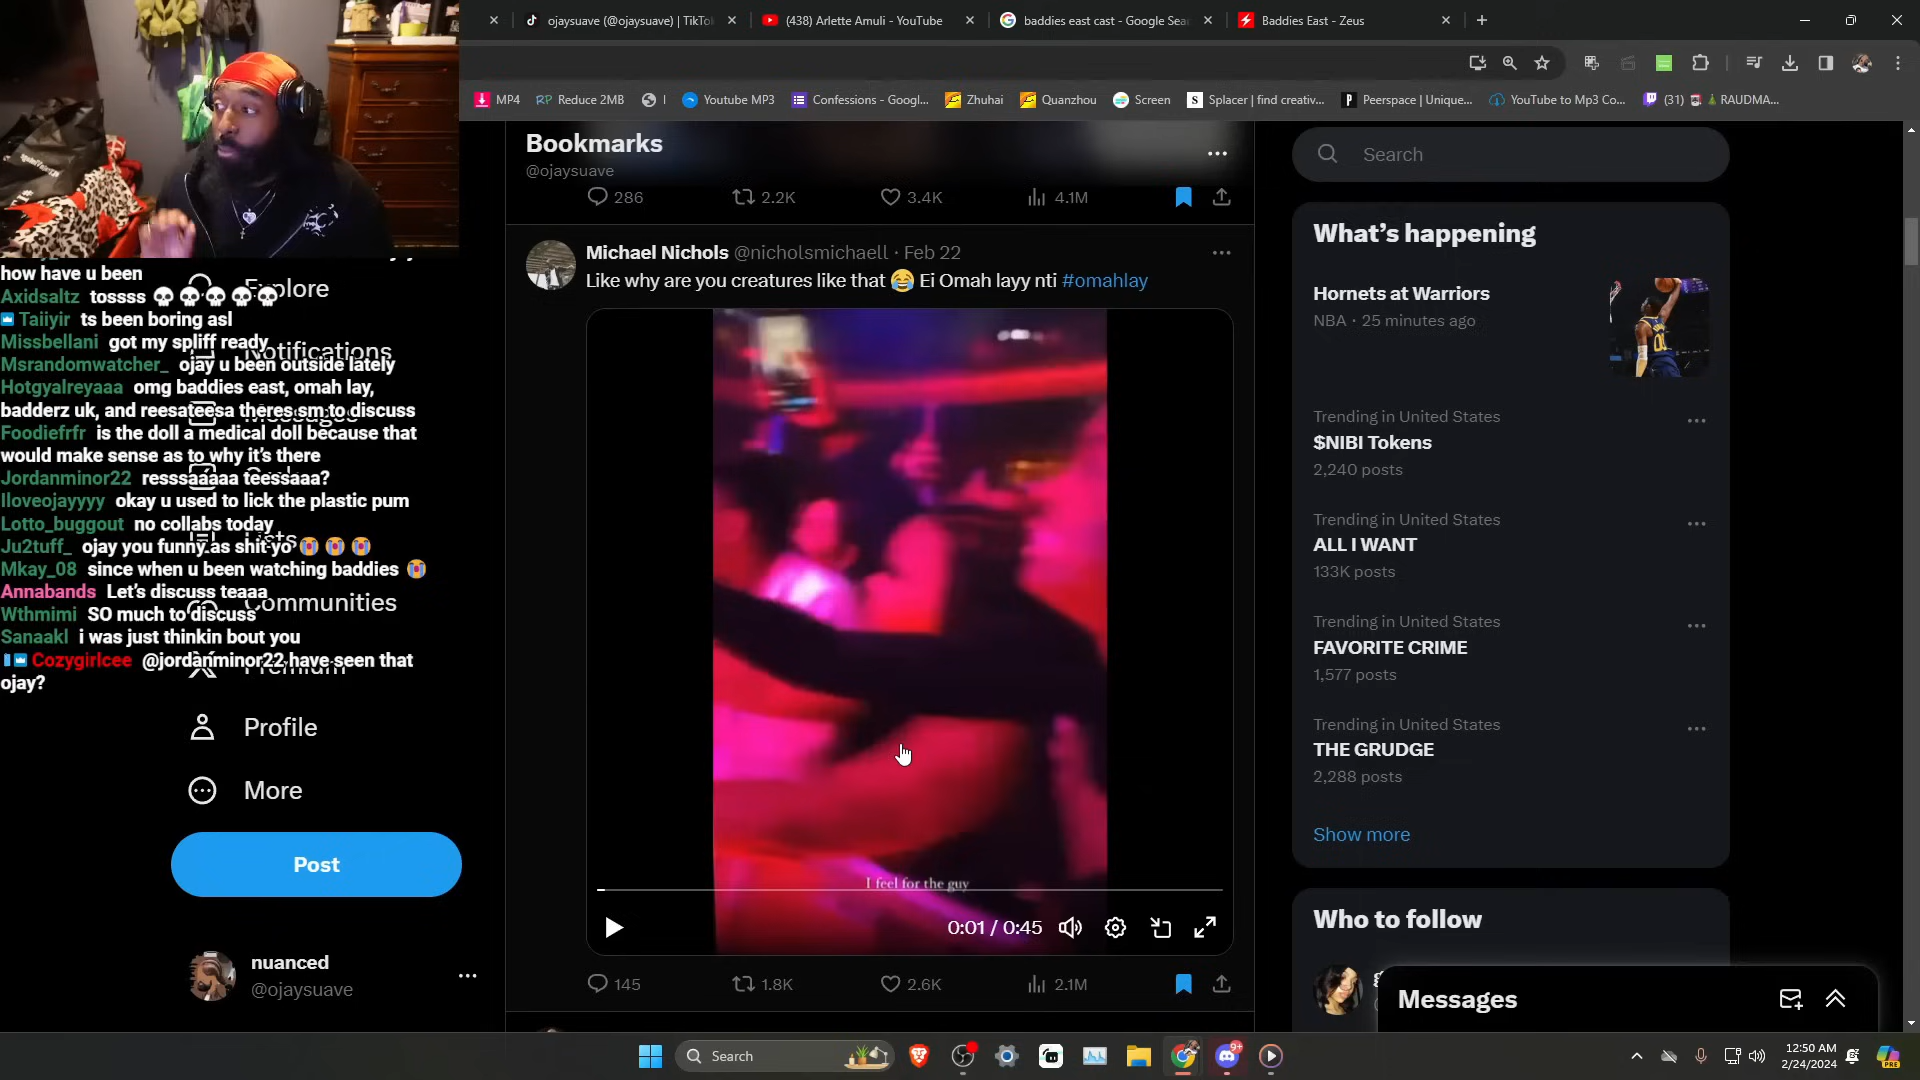 ojaysuave (@ojaysuave) | TikTo
(438) Arlette Amuli - YouTube
baddies east cast - Google Sea
Baddies East - Zeus
MP4
Reduce 2MB
Youtube MP3
Confessions - Googl...
Zhuhai
Quanzhou
Screen
Splacer | find creativ...
Peerspace | Unique...
YouTube to Mp3 Co...
(31)
RAUDMA...
Bookmarks
@ojaysuave
286
2.2K
3.4K
4.1M
Michael Nichols @nicholsmichaell · Feb 22
Like why are you creatures like that 😂 Ei Omah layy nti #omahlay
I feel for the guy
0:01 / 0:45
145
1.8K
2.6K
2.1M
how have u been
Axidsaltz tossss 💀 💀 💀 💀 💀
Taiiyir ts been boring asl
Missbellani got my spliff ready
Msrandomwatcher_ ojay u been outside lately
Hotgyalreyaaa omg baddies east, omah lay,
badderz uk, and reesateesa theres sm to discuss
Foodiefrfr is the doll a medical doll because that
would make sense as to why it's there
Jordanminor22 resssaaaaa teessaaa?
Iloveojayyyy okay u used to lick the plastic pum
Lotto_buggout no collabs today
Ju2tuff_ ojay you funny as shit yo 😭 😭 😭
Mkay_08 since when u been watching baddies 😭
Annabands Let's discuss teaaa
Wthmimi SO much to discuss
Sanaakl i was just thinkin bout you
Cozygirlcee @jordanminor22 have seen that
ojay?
Explore
Notifications
Messages
Lists
Communities
Premium
Profile
More
Post
nuanced
@ojaysuave
Search
What's happening
Hornets at Warriors
NBA · 25 minutes ago
Trending in United States
$NIBI Tokens
2,240 posts
Trending in United States
ALL I WANT
133K posts
Trending in United States
FAVORITE CRIME
1,577 posts
Trending in United States
THE GRUDGE
2,288 posts
Show more
Who to follow
Messages
Search
9+
12:50 AM
2/24/2024
PRE